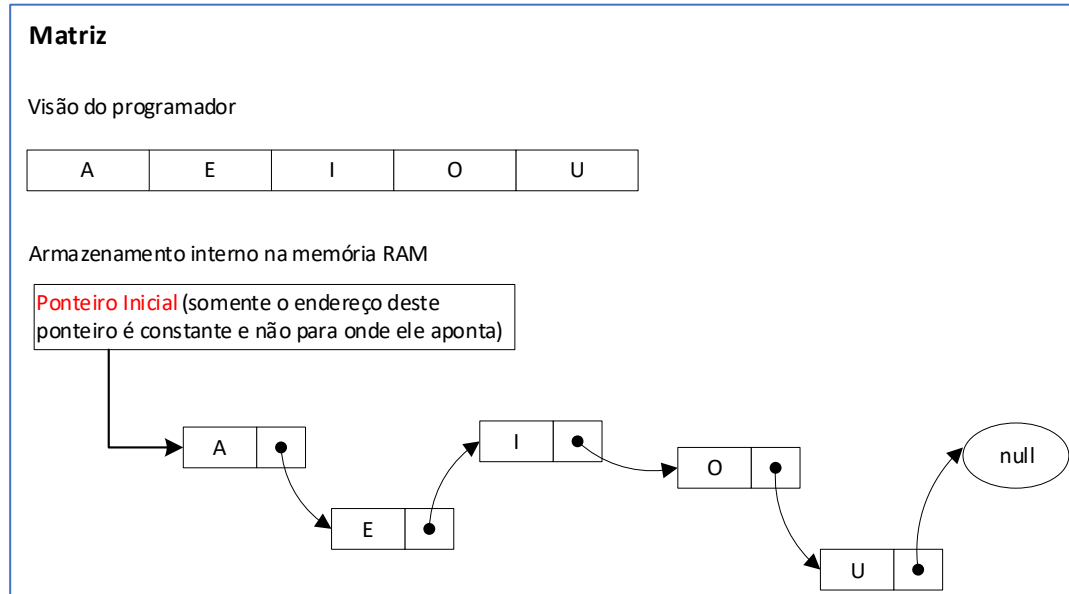 Matriz
Visão do programador
A E I O U
Armazenamento interno na memória RAM
Ponteiro Inicial (somente o endereço deste
ponteiro é constante e não para onde ele aponta)
A
E
I
O
U
null